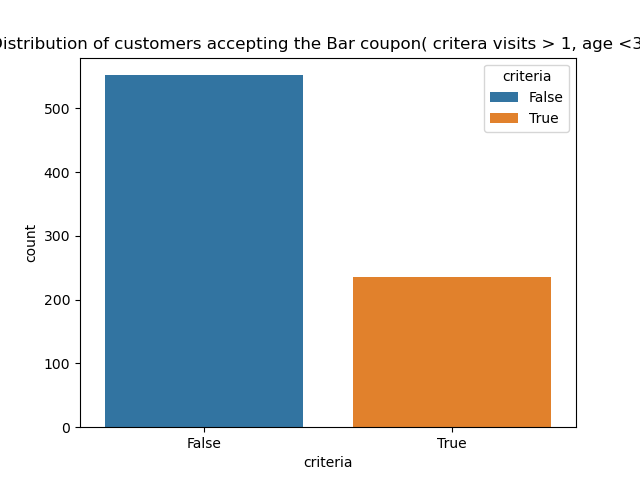 Distribution of customers accepting the Bar coupon( critera visits > 1, age <3
criteria
False
True
500
400
300
200
100
0
count
False
True
criteria